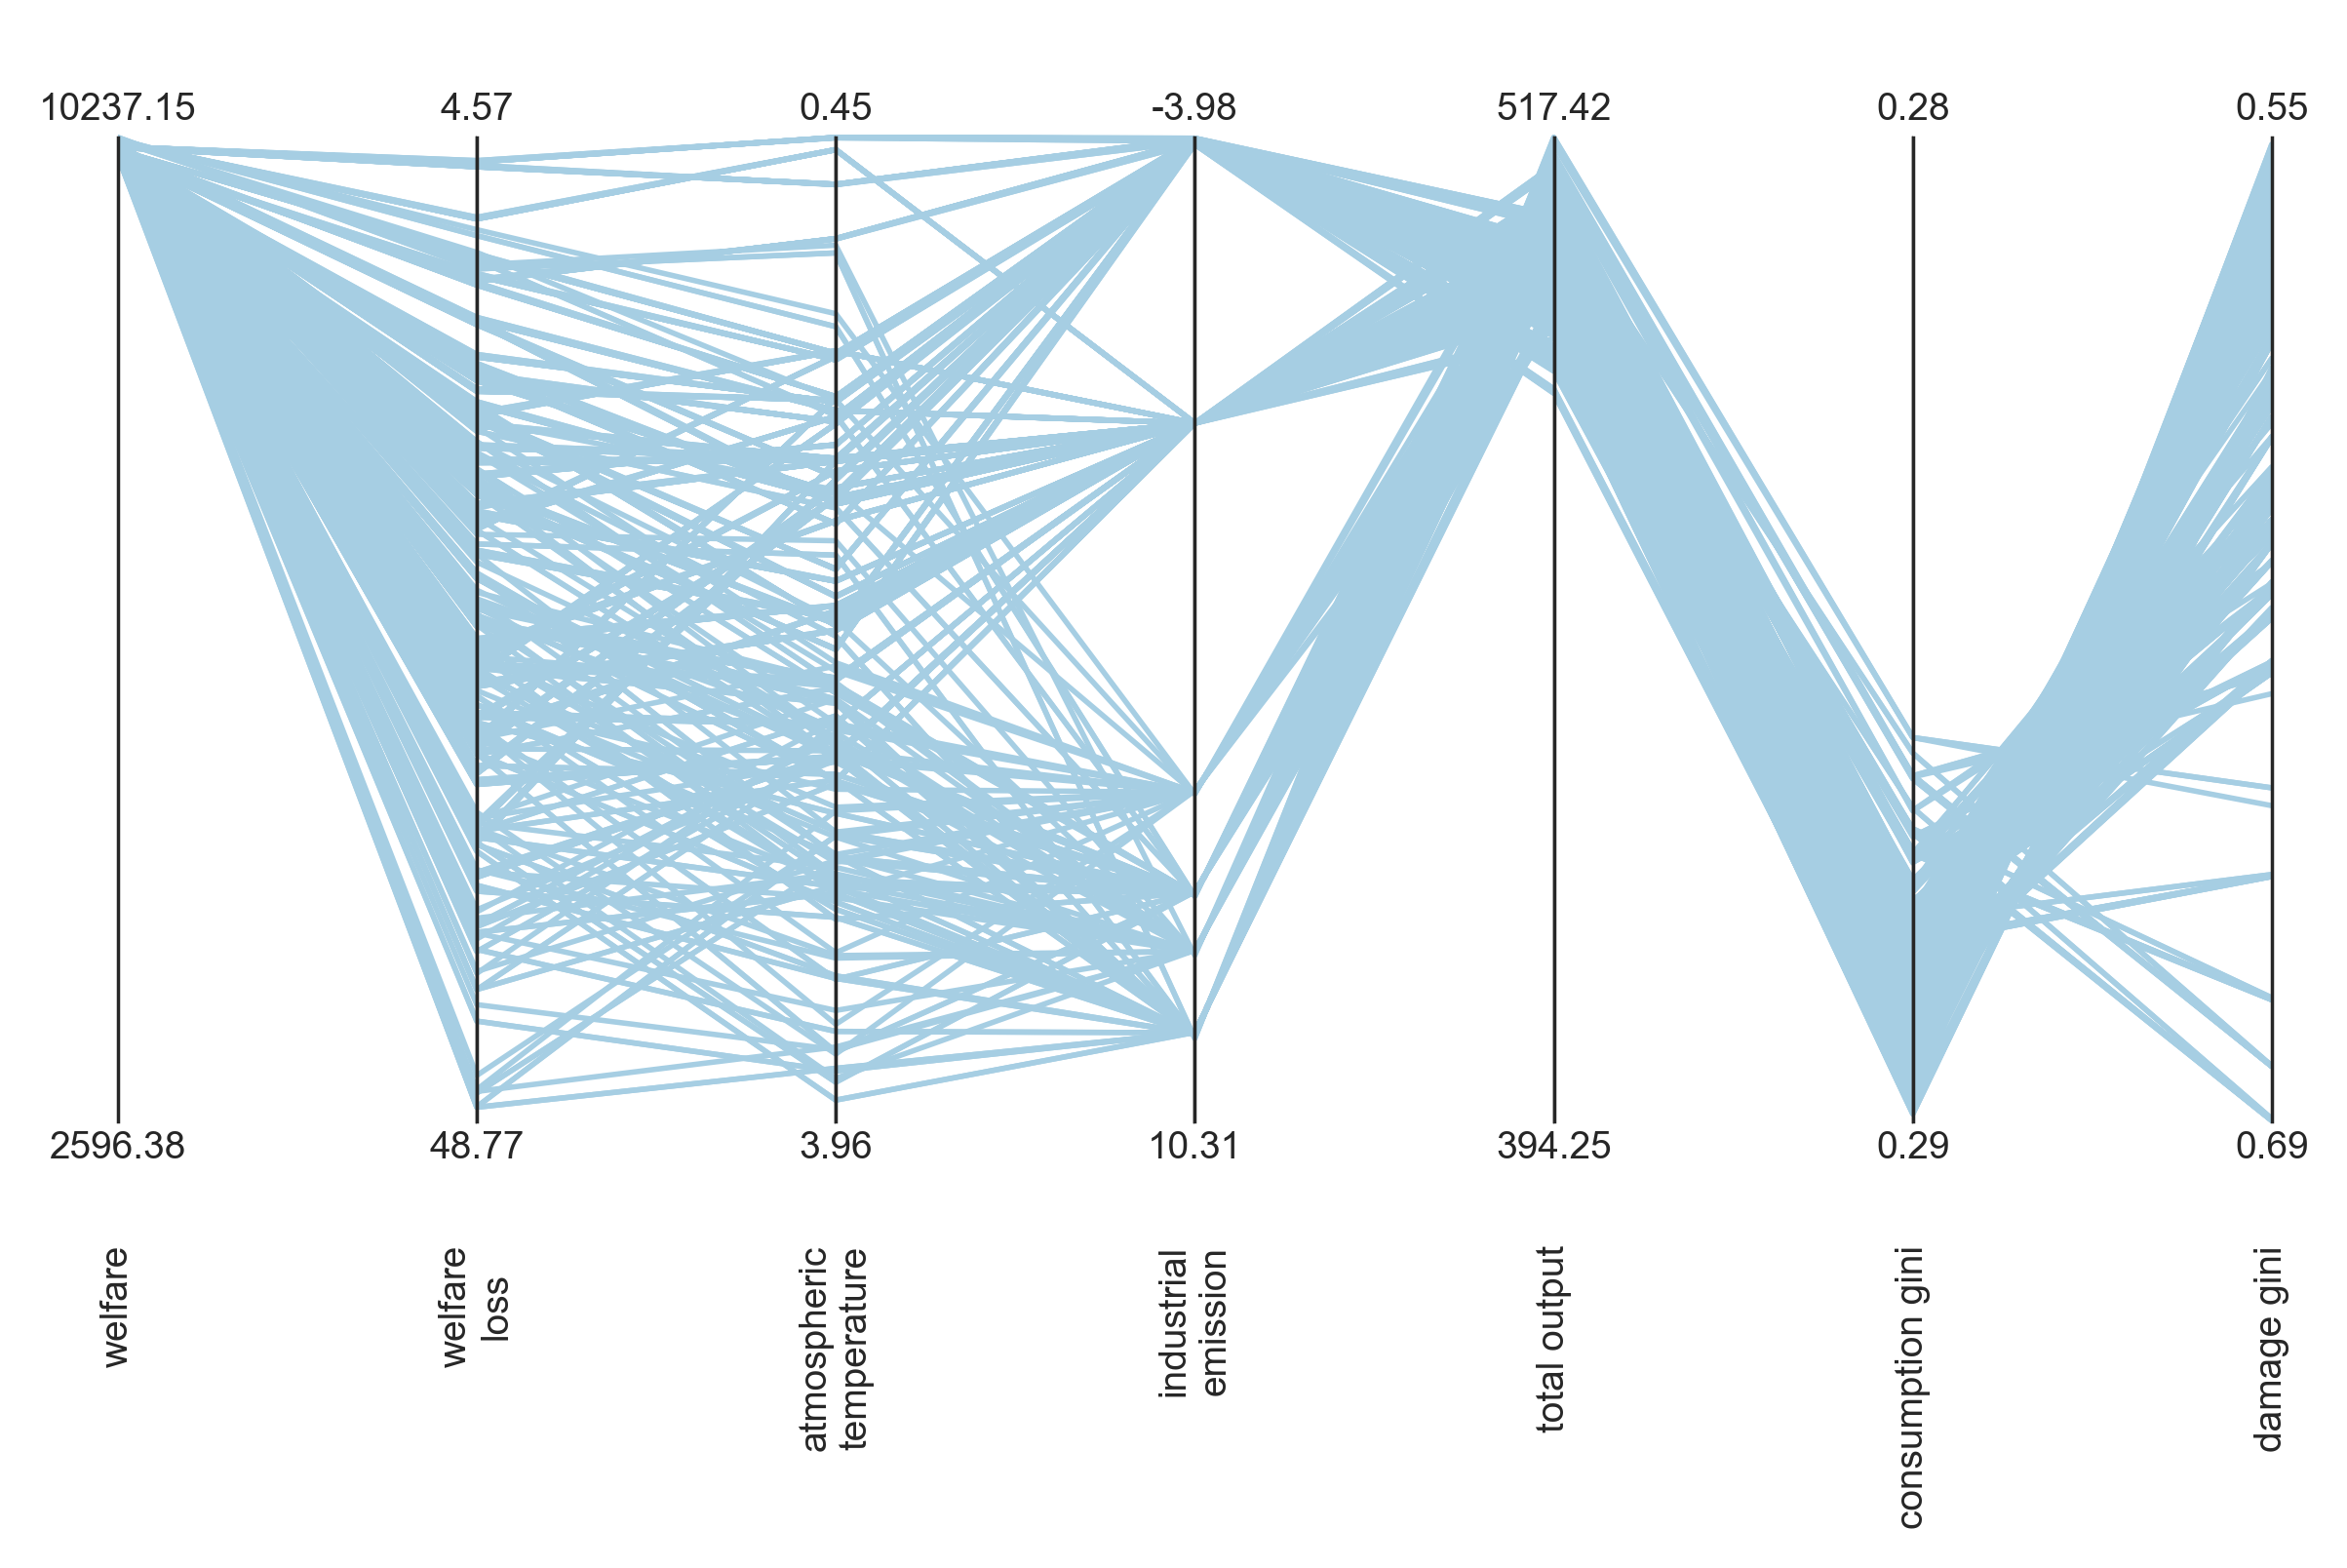 10237.15
4.57
0.45
-3.98
517.42
0.28
0.55
2596.38
48.77
3.96
10.31
394.25
0.29
0.69
welfare
welfare
loss
atmospheric
temperature
industrial
emission
total output
consumption gini
damage gini